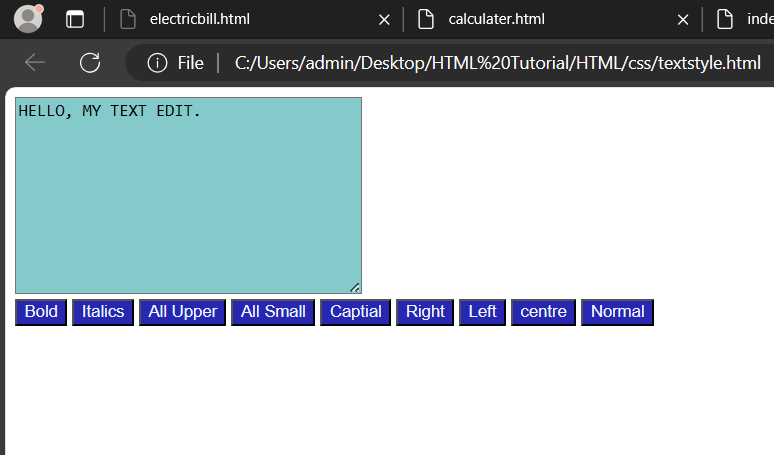 electricbill.html calculater.html inde
File C:/Users/admin/Desktop/HTML%20Tutorial/HTML/css/textstyle.html
HELLO, MY TEXT EDIT.
Bold Italics All Upper All Small Captial Right Left centre Normal